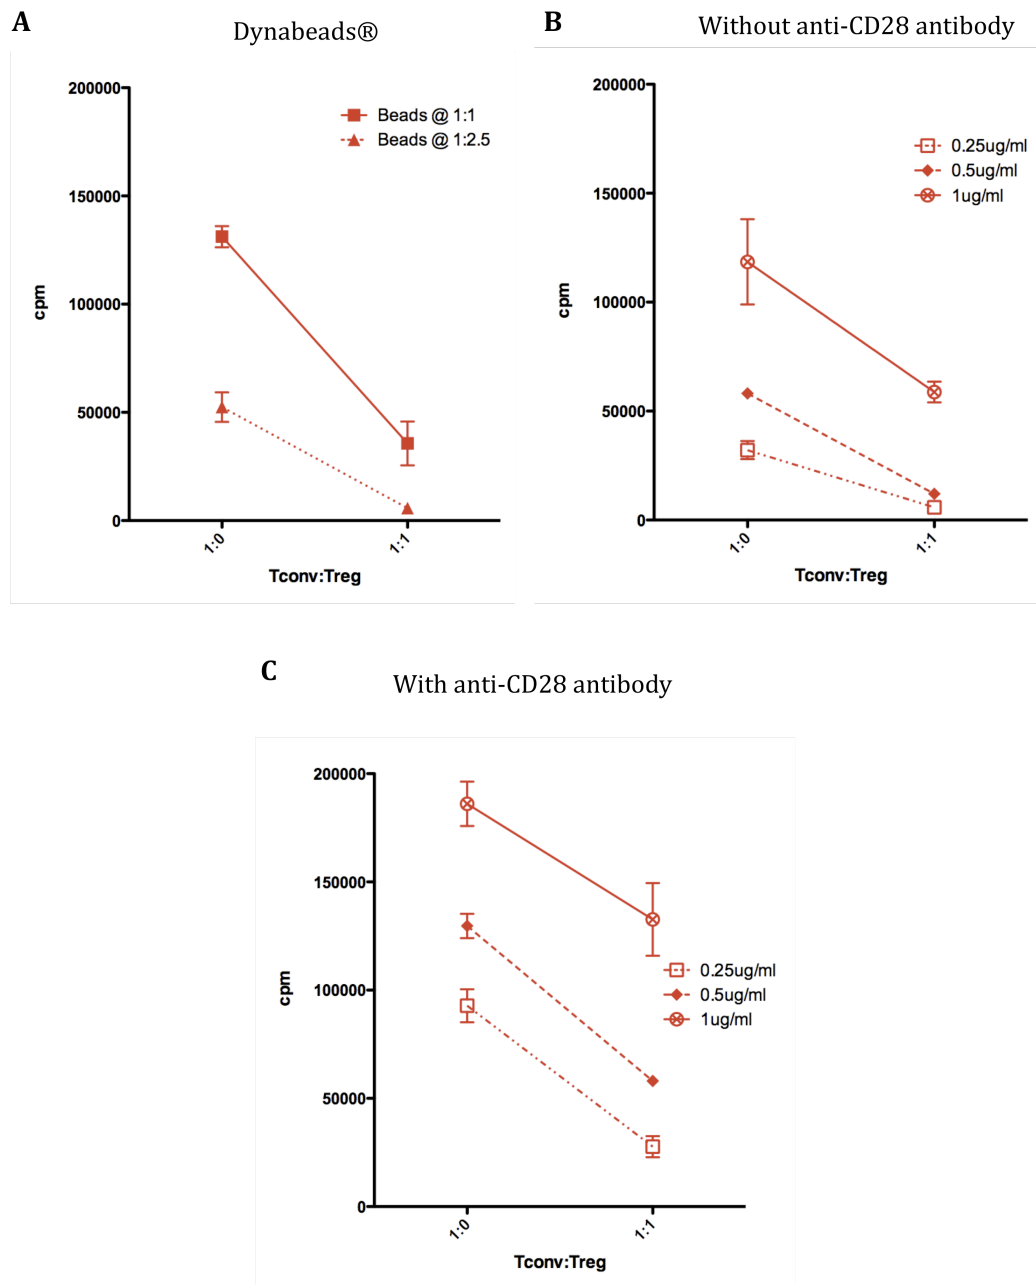 A
Dynabeads®
200000
150000
100000
50000
0
cpm
Beads @ 1:1
Beads @ 1:2.5
1:0
1:1
Tconv:Treg
B
Without anti-CD28 antibody
200000
150000
100000
50000
0
cpm
0.25ug/ml
0.5ug/ml
1ug/ml
1:0
1:1
Tconv:Treg
C
With anti-CD28 antibody
200000
150000
100000
50000
0
cpm
0.25ug/ml
0.5ug/ml
1ug/ml
1:0
1:1
Tconv:Treg